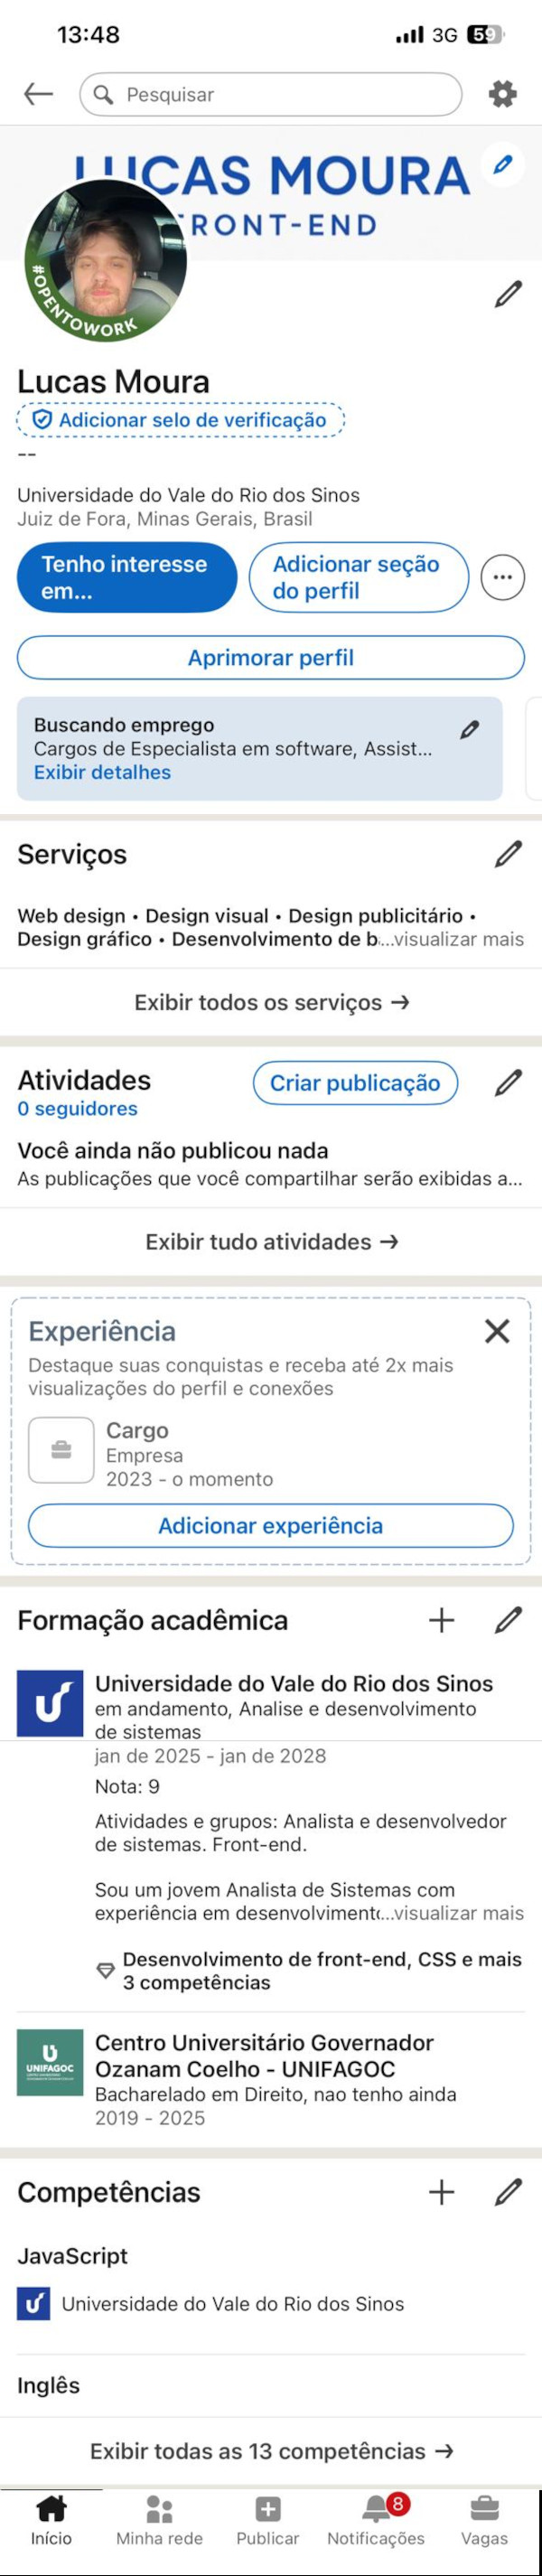 13:48
3G
59
Pesquisar
LUCAS MOURA
FRONT-END
#OPENTOWORK
Lucas Moura
Adicionar selo de verificação
--
Universidade do Vale do Rio dos Sinos
Juiz de Fora, Minas Gerais, Brasil
Tenho interesse
em...
Adicionar seção
do perfil
...
Aprimorar perfil
Buscando emprego
Cargos de Especialista em software, Assist...
Exibir detalhes
Serviços
Web design • Design visual • Design publicitário •
Design gráfico • Desenvolvimento de b...visualizar mais
Exibir todos os serviços →
Atividades
Criar publicação
0 seguidores
Você ainda não publicou nada
As publicações que você compartilhar serão exibidas a...
Exibir tudo atividades →
Experiência
Destaque suas conquistas e receba até 2x mais
visualizações do perfil e conexões
Cargo
Empresa
2023 - o momento
Adicionar experiência
Formação acadêmica
Universidade do Vale do Rio dos Sinos
em andamento, Analise e desenvolvimento
de sistemas
jan de 2025 - jan de 2028
Nota: 9
Atividades e grupos: Analista e desenvolvedor
de sistemas. Front-end.
Sou um jovem Analista de Sistemas com
experiência em desenvolviment...visualizar mais
Desenvolvimento de front-end, CSS e mais
3 competências
UNIFAGOC
Centro Universitário Governador
Ozanam Coelho - UNIFAGOC
Bacharelado em Direito, nao tenho ainda
2019 - 2025
Competências
JavaScript
Universidade do Vale do Rio dos Sinos
Inglês
Exibir todas as 13 competências →
8
Início
Minha rede
Publicar
Notificações
Vagas